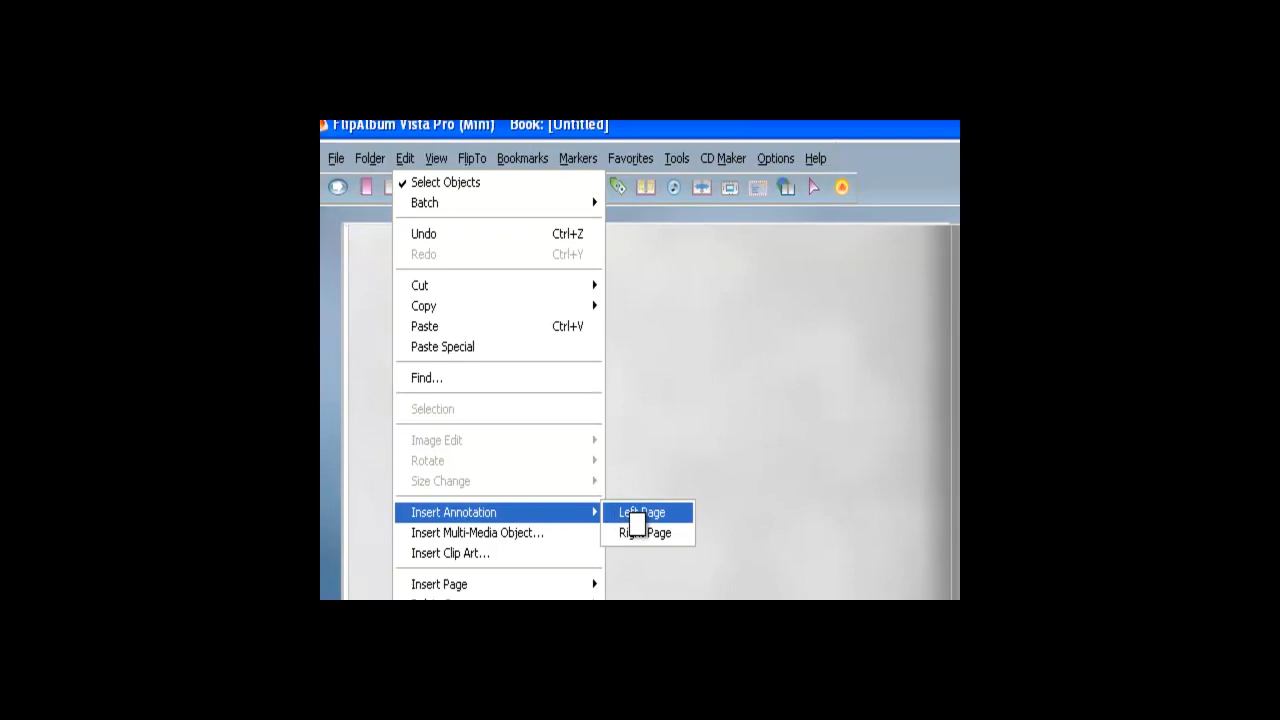 FlipAlbum Vista Pro (Mini) Book: [Untitled]
File Folder Edit View FlipTo Bookmarks Markers Favorites Tools CD Maker Options Help
Select Objects
Batch
Undo Ctrl+Z
Redo Ctrl+Y
Cut
Copy
Paste Ctrl+V
Paste Special
Find...
Selection
Image Edit
Rotate
Size Change
Insert Annotation
Left Page
Insert Multi-Media Object...
Right Page
Insert Clip Art...
Insert Page